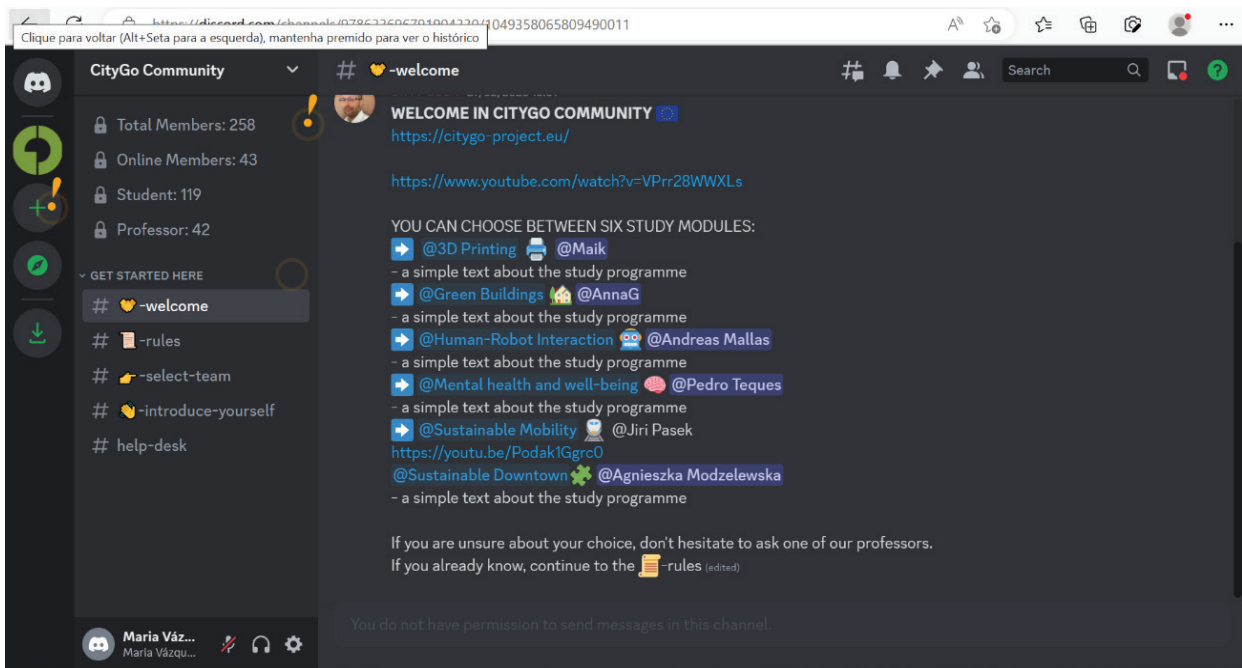 https://discord.com/channels/978632696791904320/1049358065809490011
Clique para voltar (Alt+Seta para a esquerda), mantenha premido para ver o histórico
CityGo Community
-welcome
Search
Total Members: 258
Online Members: 43
Student: 119
Professor: 42
GET STARTED HERE
-welcome
-rules
-select-team
-introduce-yourself
help-desk
WELCOME IN CITYGO COMMUNITY
https://citygo-project.eu/
https://www.youtube.com/watch?v=VPrr28WWXLs
YOU CAN CHOOSE BETWEEN SIX STUDY MODULES:
@3D Printing @Maik
- a simple text about the study programme
@Green Buildings @AnnaG
- a simple text about the study programme
@Human-Robot Interaction @Andreas Mallas
- a simple text about the study programme
@Mental health and well-being @Pedro Teques
- a simple text about the study programme
@Sustainable Mobility @Jiri Pasek
https://youtu.be/Podak1Ggrc0
@Sustainable Downtown @Agnieszka Modzelewska
- a simple text about the study programme
If you are unsure about your choice, don't hesitate to ask one of our professors.
If you already know, continue to the -rules (edited)
You do not have permission to send messages in this channel.
Maria Váz...
Maria Vázqu...